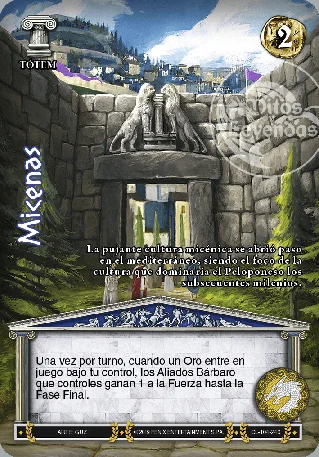 2
TÓTEM
Mitos
Leyendas
Micenas
La pujante cultura micénica se abrió paso
en el mediterráneo, siendo el foco de la
cultura que dominaría el Peloponeso los
subsecuentes milenios.
Una vez por turno, cuando un Oro entre en
juego bajo tu control, los Aliados Bárbaro
que controles ganan 1 a la Fuerza hasta la
Fase Final.